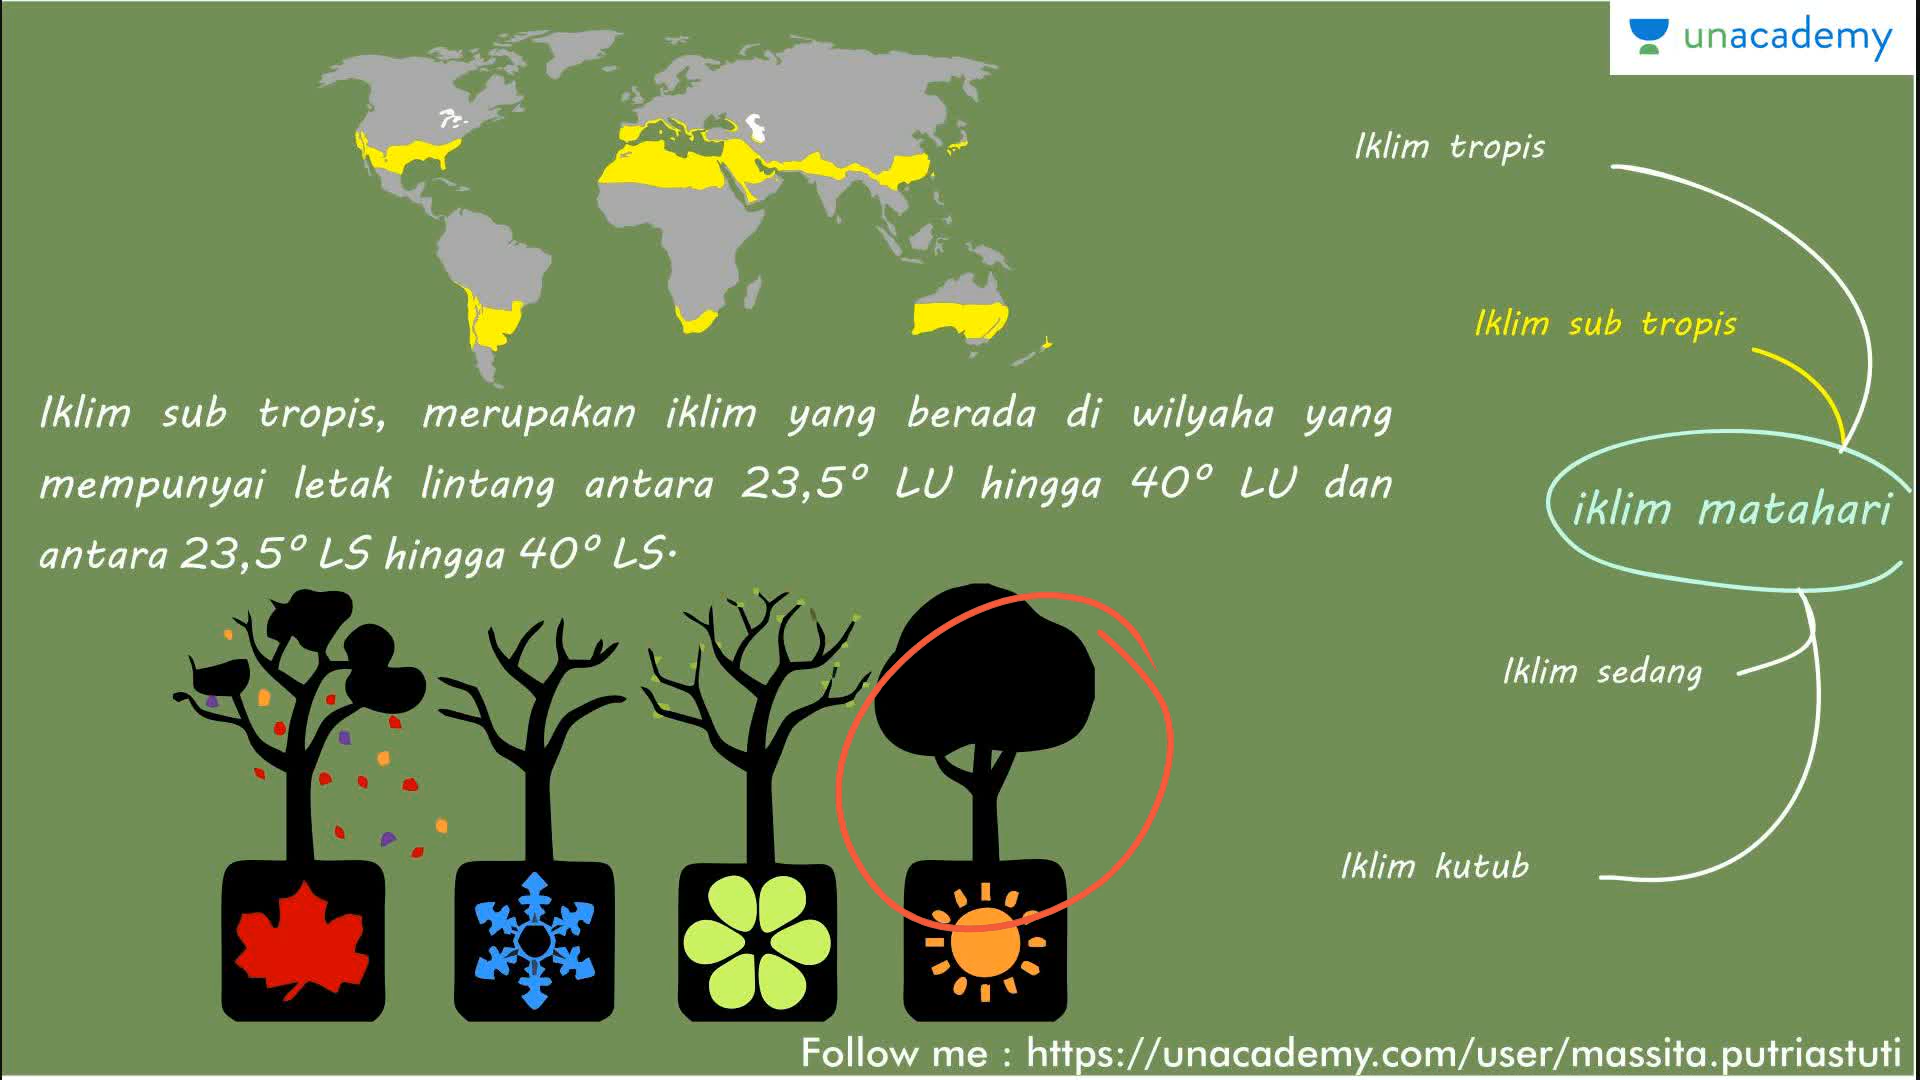 unacademy
Iklim tropis
Iklim sub tropis
Iklim sub tropis, merupakan iklim yang berada di wilyaha yang
mempunyai letak lintang antara 23,5° LU hingga 40° LU dan
antara 23,5° LS hingga 40° LS.
iklim matahari
Iklim sedang
Iklim kutub
Follow me : https://unacademy.com/user/massita.putriastuti